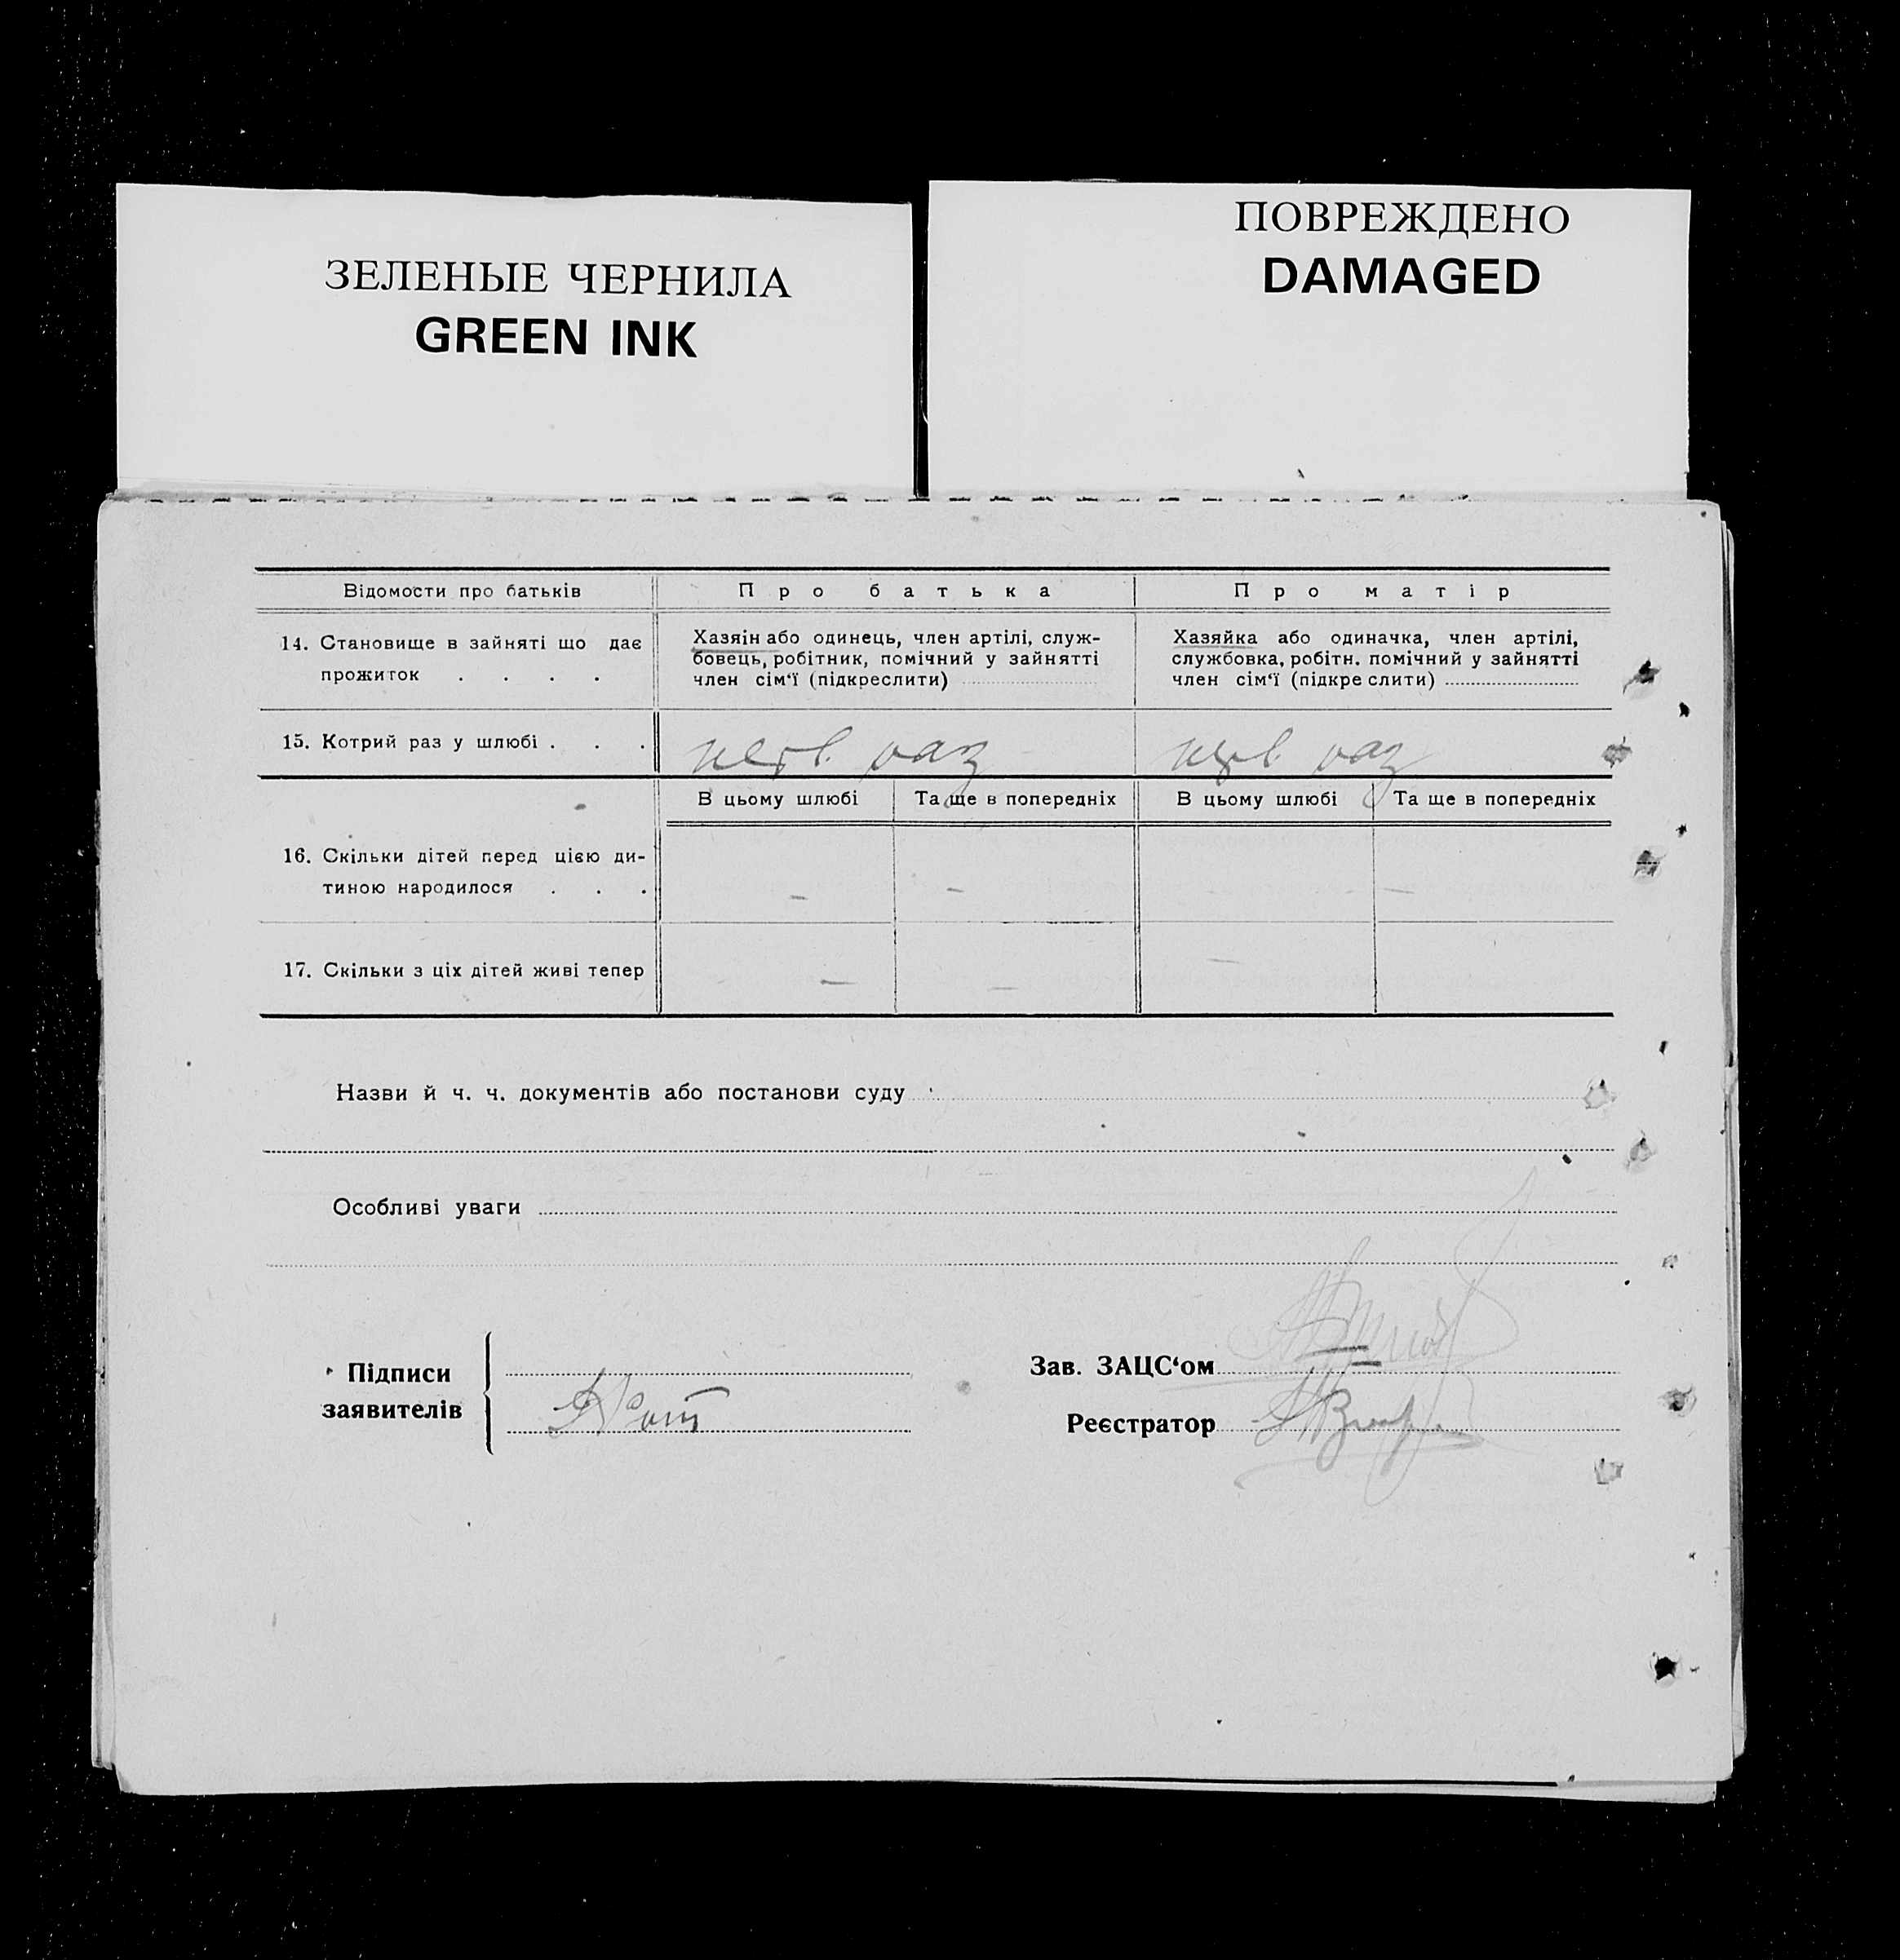 ЗЕЛЕНЫЕ ЧЕРНИЛА
GREEN INK
ПОВРЕЖДЕНО
DAMAGED
Відомости про батьків
Про батька
Про матір
14. Становище в зайняті що дає
прожиток . . . .
Хазяїн або одинець, член артілі, служ-
бовець, робітник, помічний у зайнятті
член сім‘ї (підкреслити)
Хазяйка або одиначка, член артілі,
службовка, робітн. помічний у зайнятті
член сім‘ї (підкреслити)
15. Котрий раз у шлюбі . . .
перв. раз
перв. раз
В цьому шлюбі
Та ще в попередніх
В цьому шлюбі
Та ще в попередніх
16. Скільки дітей перед цією ди-
тиною народилося . . .
– – –
17. Скільки з ціх дітей живі тепер
– – –
Назви й ч. ч. документів або постанови суду
Особливі уваги
Підписи
заявителів
Зав. ЗАЦС‘ом
Реєстратор